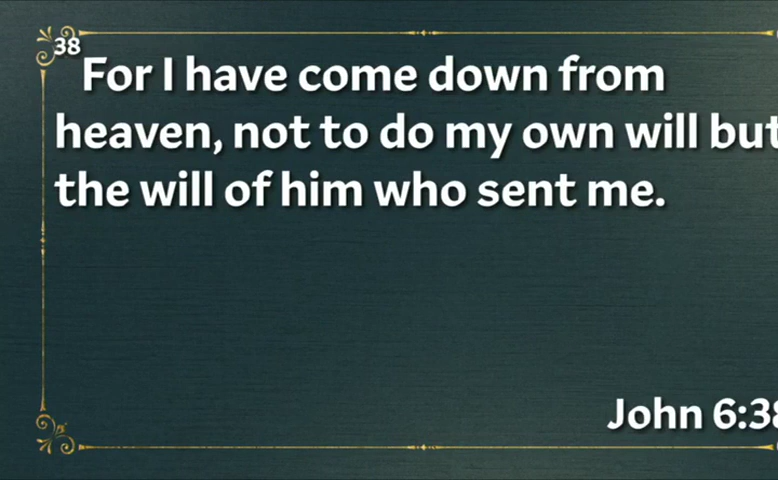 38
For I have come down from
heaven, not to do my own will but
the will of him who sent me.
John 6:38